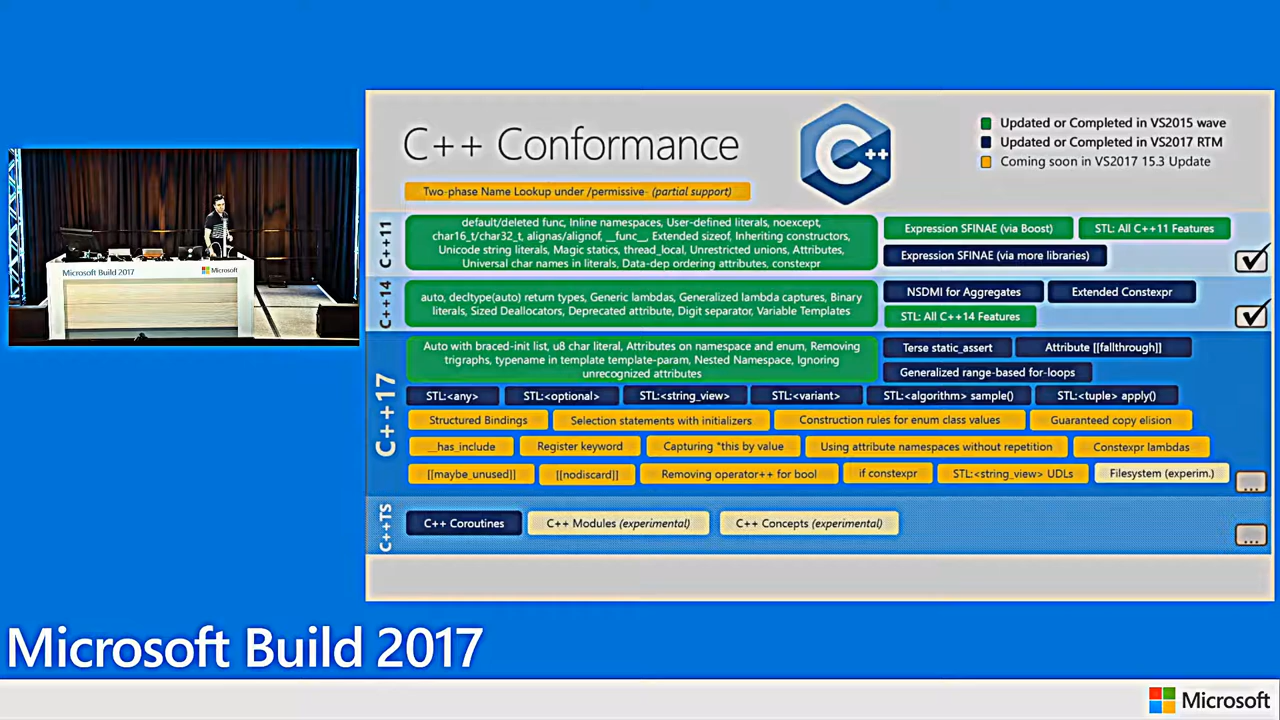 C++ Conformance
Two-phase Name Lookup under /permissive- (partial support)
C ++
Updated or Completed in VS2015 wave
Updated or Completed in VS2017 RTM
Coming soon in VS2017 15.3 Update
Microsoft Build 2017
Microsoft
C++11
default/deleted func, Inline namespaces, User-defined literals, noexcept,
char16_t/char32_t, alignas/alignof, __func__, Extended sizeof, Inheriting constructors,
Unicode string literals, Magic statics, thread_local, Unrestricted unions, Attributes,
Universal char names in literals, Data-dep ordering attributes, constexpr
Expression SFINAE (via Boost)
STL: All C++11 Features
Expression SFINAE (via more libraries)
C++14
auto, decltype(auto) return types, Generic lambdas, Generalized lambda captures, Binary
literals, Sized Deallocators, Deprecated attribute, Digit separator, Variable Templates
NSDMI for Aggregates
Extended Constexpr
STL: All C++14 Features
C++17
Auto with braced-init list, u8 char literal, Attributes on namespace and enum, Removing
trigraphs, typename in template template-param, Nested Namespace, Ignoring
unrecognized attributes
Terse static_assert
Attribute [[fallthrough]]
Generalized range-based for-loops
STL:<any>
STL:<optional>
STL:<string_view>
STL:<variant>
STL:<algorithm> sample()
STL:<tuple> apply()
Structured Bindings
Selection statements with initializers
Construction rules for enum class values
Guaranteed copy elision
__has_include
Register keyword
Capturing *this by value
Using attribute namespaces without repetition
Constexpr lambdas
[[maybe_unused]]
[[nodiscard]]
Removing operator++ for bool
if constexpr
STL:<string_view> UDLs
Filesystem (experim.)
...
C++TS
C++ Coroutines
C++ Modules (experimental)
C++ Concepts (experimental)
...
Microsoft Build 2017
Microsoft